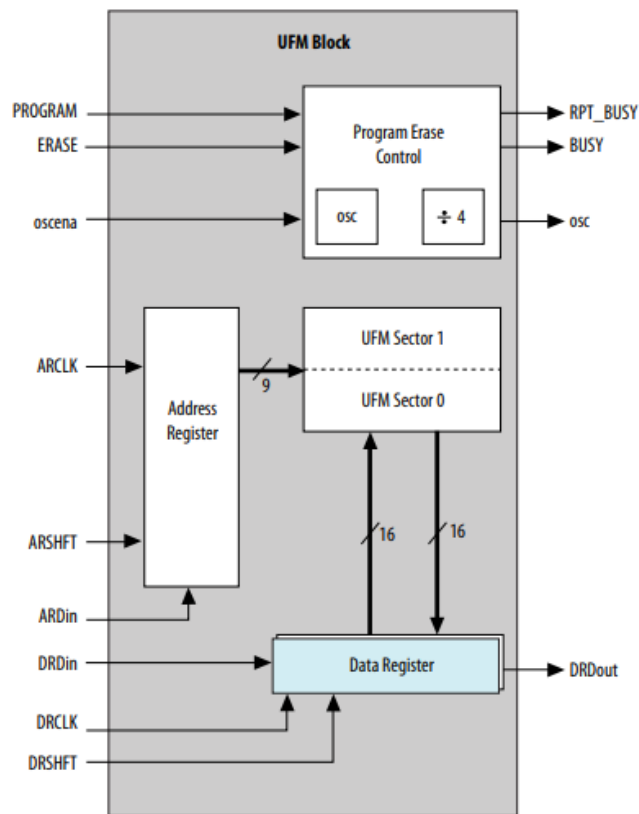 UFM Block
PROGRAM
RPT_BUSY
Program Erase
Control
ERASE
BUSY
oscena
osc
÷ 4
osc
ARCLK
9
UFM Sector 1
UFM Sector 0
Address
Register
ARSHFT
16
16
ARDin
DRDin
Data Register
DRDout
DRCLK
DRSHFT